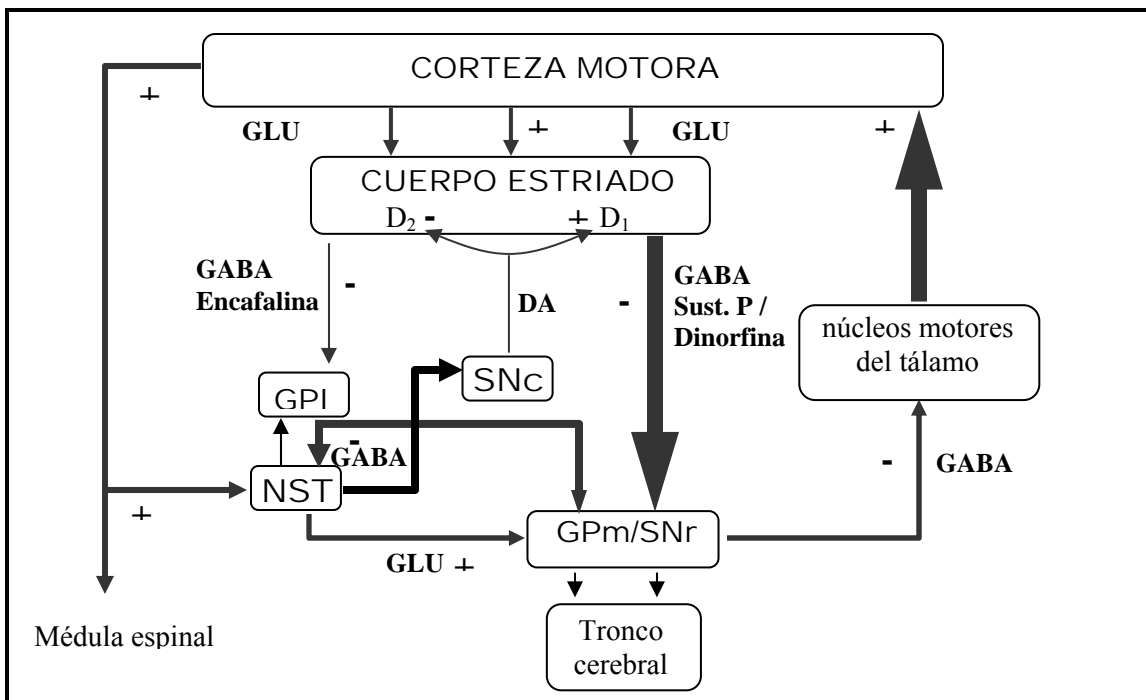 CORTEZA MOTORA
+
GLU
+
GLU
+
CUERPO ESTRIADO
D2 - + D1
GABA
Encafalina
-
DA
-
GABA
Sust. P /
Dinorfina
núcleos motores
del tálamo
SNc
GPl
-
GABA
NST
+
GLU +
GPm/SNr
-
GABA
Médula espinal
Tronco
cerebral